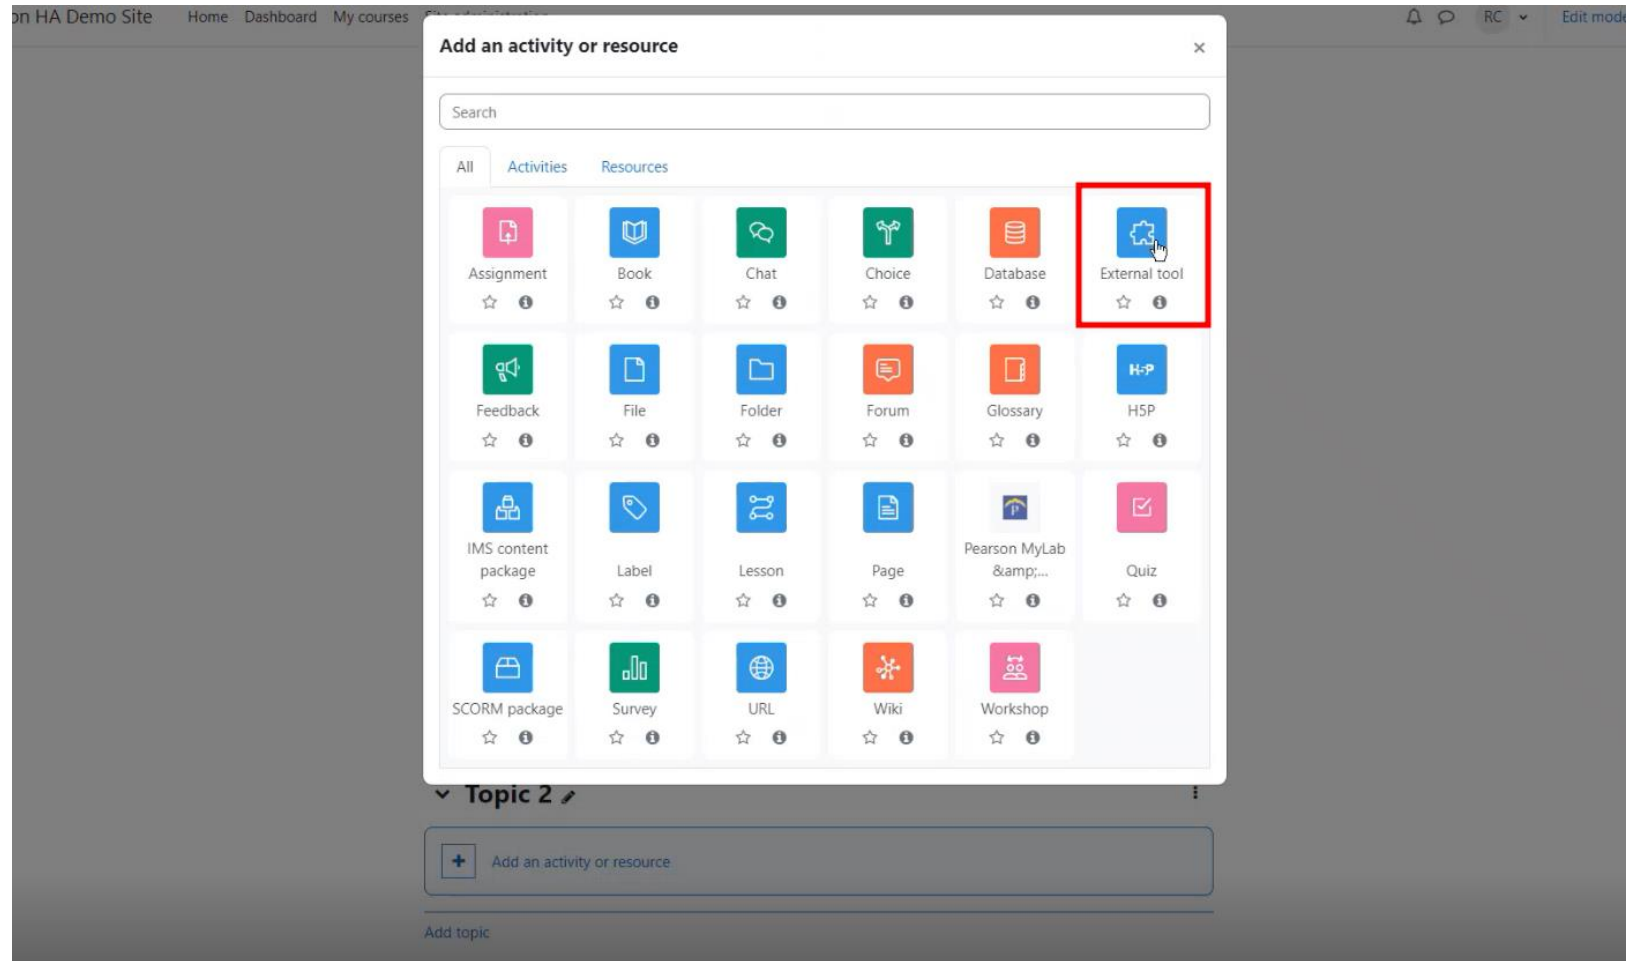 on HA Demo Site Home Dashboard My courses Site administration RC Edit mode
Add an activity or resource ×
Search
All Activities Resources
Assignment Book Chat Choice Database External tool
H5P
Feedback File Folder Forum Glossary H5P
P
IMS content package Label Lesson Page Pearson MyLab &amp;... Quiz
SCORM package Survey URL Wiki Workshop
Topic 2
Add an activity or resource
Add topic